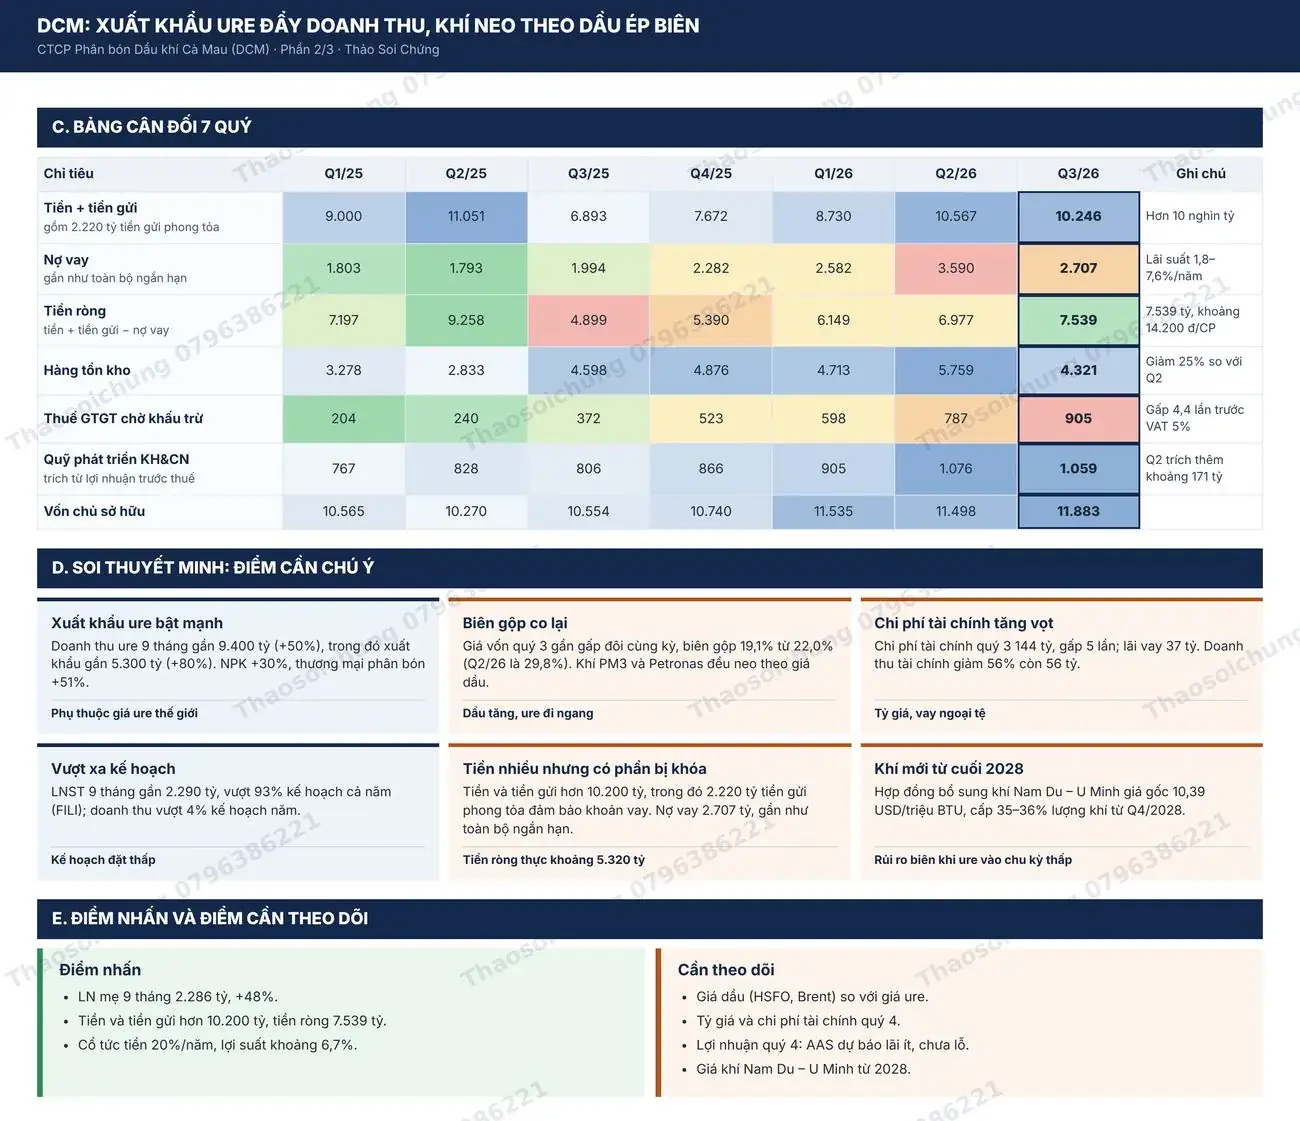 DCM: XUẤT KHẨU URE ĐẨY DOANH THU, KHÍ NEO THEO DẦU ÉP BIÊN
CTCP Phân bón Dầu khí Cà Mau (DCM) · Phần 2/3 · Thảo Soi Chứng
C. BẢNG CÂN ĐỐI 7 QUÝ
Chỉ tiêu Q1/25 Q2/25 Q3/25 Q4/25 Q1/26 Q2/26 Q3/26 Ghi chú
Tiền + tiền gửi 9.000 11.051 6.893 7.672 8.730 10.567 10.246 Hơn 10 nghìn tỷ
gồm 2.220 tỷ tiền gửi phong tỏa
Nợ vay 1.803 1.793 1.994 2.282 2.582 3.590 2.707 Lãi suất 1,8–
gần như toàn bộ ngắn hạn 7,6%/năm
Tiền ròng 7.197 9.258 4.899 5.390 6.149 6.977 7.539 7.539 tỷ, khoảng
tiền + tiền gửi − nợ vay 14.200 đ/CP
Hàng tồn kho 3.278 2.833 4.598 4.876 4.713 5.759 4.321 Giảm 25% so với
Q2
Thuế GTGT chờ khấu trừ 204 240 372 523 598 787 905 Gấp 4,4 lần trước
VAT 5%
Quỹ phát triển KH&CN 767 828 806 866 905 1.076 1.059 Q2 trích thêm
trích từ lợi nhuận trước thuế khoảng 171 tỷ
Vốn chủ sở hữu 10.565 10.270 10.554 10.740 11.535 11.498 11.883
D. SOI THUYẾT MINH: ĐIỂM CẦN CHÚ Ý
Xuất khẩu ure bật mạnh
Doanh thu ure 9 tháng gần 9.400 tỷ (+50%), trong đó xuất
khẩu gần 5.300 tỷ (+80%). NPK +30%, thương mại phân bón
+51%.
Phụ thuộc giá ure thế giới
Biên gộp co lại
Giá vốn quý 3 gần gấp đôi cùng kỳ, biên gộp 19,1% từ 22,0%
(Q2/26 là 29,8%). Khí PM3 và Petronas đều neo theo giá
dầu.
Dầu tăng, ure đi ngang
Chi phí tài chính tăng vọt
Chi phí tài chính quý 3 144 tỷ, gấp 5 lần; lãi vay 37 tỷ. Doanh
thu tài chính giảm 56% còn 56 tỷ.
Tỷ giá, vay ngoại tệ
Vượt xa kế hoạch
LNST 9 tháng gần 2.290 tỷ, vượt 93% kế hoạch cả năm
(FILI); doanh thu vượt 4% kế hoạch năm.
Kế hoạch đặt thấp
Tiền nhiều nhưng có phần bị khóa
Tiền và tiền gửi hơn 10.200 tỷ, trong đó 2.220 tỷ tiền gửi
phong tỏa đảm bảo khoản vay. Nợ vay 2.707 tỷ, gần như
toàn bộ ngắn hạn.
Tiền ròng thực khoảng 5.320 tỷ
Khí mới từ cuối 2028
Hợp đồng bổ sung khí Nam Du – U Minh giá gốc 10,39
USD/triệu BTU, cấp 35–36% lượng khí từ Q4/2028.
Rủi ro biên khi ure vào chu kỳ thấp
E. ĐIỂM NHẤN VÀ ĐIỂM CẦN THEO DÕI
Điểm nhấn
• LN mẹ 9 tháng 2.286 tỷ, +48%.
• Tiền và tiền gửi hơn 10.200 tỷ, tiền ròng 7.539 tỷ.
• Cổ tức tiền 20%/năm, lợi suất khoảng 6,7%.
Cần theo dõi
• Giá dầu (HSFO, Brent) so với giá ure.
• Tỷ giá và chi phí tài chính quý 4.
• Lợi nhuận quý 4: AAS dự báo lãi ít, chưa lỗ.
• Giá khí Nam Du – U Minh từ 2028.
Thaosoichung 0796386221